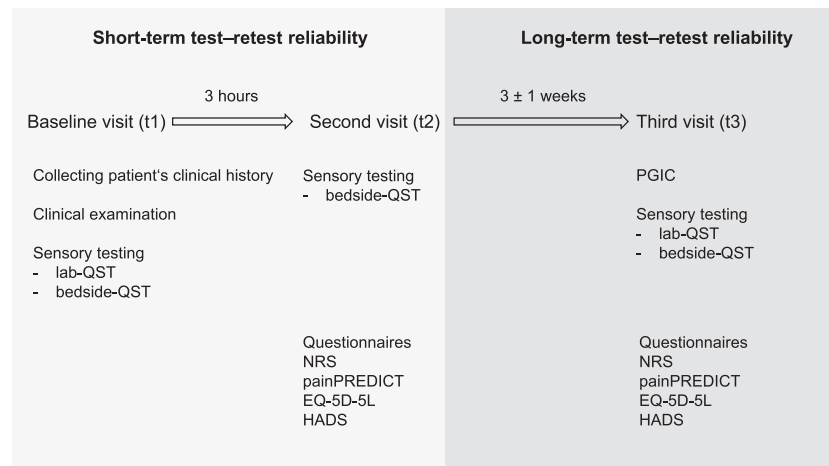 Short-term test–retest reliability
Long-term test–retest reliability
3 hours
3 ± 1 weeks
Baseline visit (t1)
Second visit (t2)
Third visit (t3)
Collecting patient‘s clinical history
Clinical examination
Sensory testing
- lab-QST
- bedside-QST
Sensory testing
- bedside-QST
Questionnaires
NRS
painPREDICT
EQ-5D-5L
HADS
PGIC
Sensory testing
- lab-QST
- bedside-QST
Questionnaires
NRS
painPREDICT
EQ-5D-5L
HADS